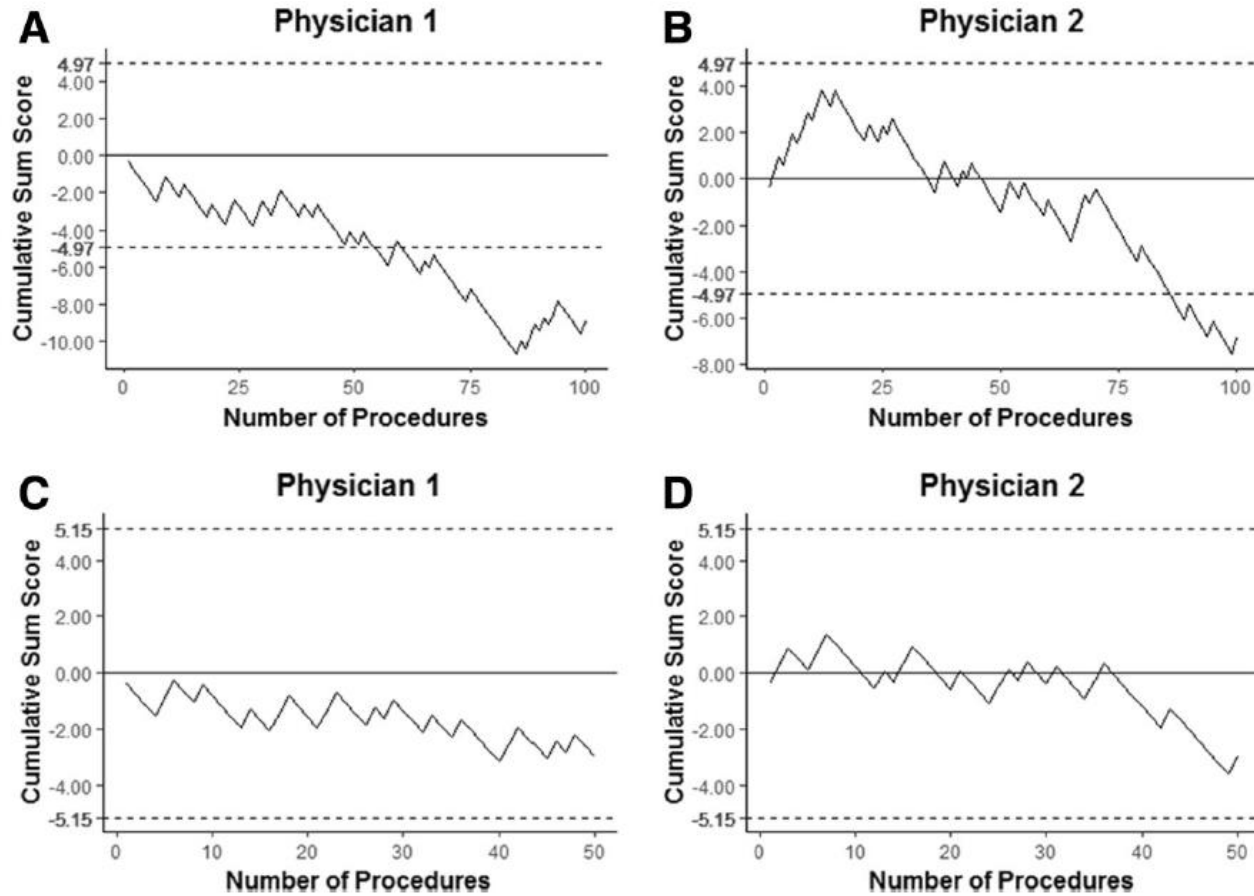 A
Physician 1
Cumulative Sum Score
4.97
4.00
2.00
0.00
-2.00
-4.00
-4.97
-6.00
-8.00
-10.00
0 25 50 75 100
Number of Procedures
B
Physician 2
Cumulative Sum Score
4.97
4.00
2.00
0.00
-2.00
-4.00
-4.97
-6.00
-8.00
0 25 50 75 100
Number of Procedures
C
Physician 1
Cumulative Sum Score
5.15
4.00
2.00
0.00
-2.00
-4.00
-5.15
0 10 20 30 40 50
Number of Procedures
D
Physician 2
Cumulative Sum Score
5.15
4.00
2.00
0.00
-2.00
-4.00
-5.15
0 10 20 30 40 50
Number of Procedures